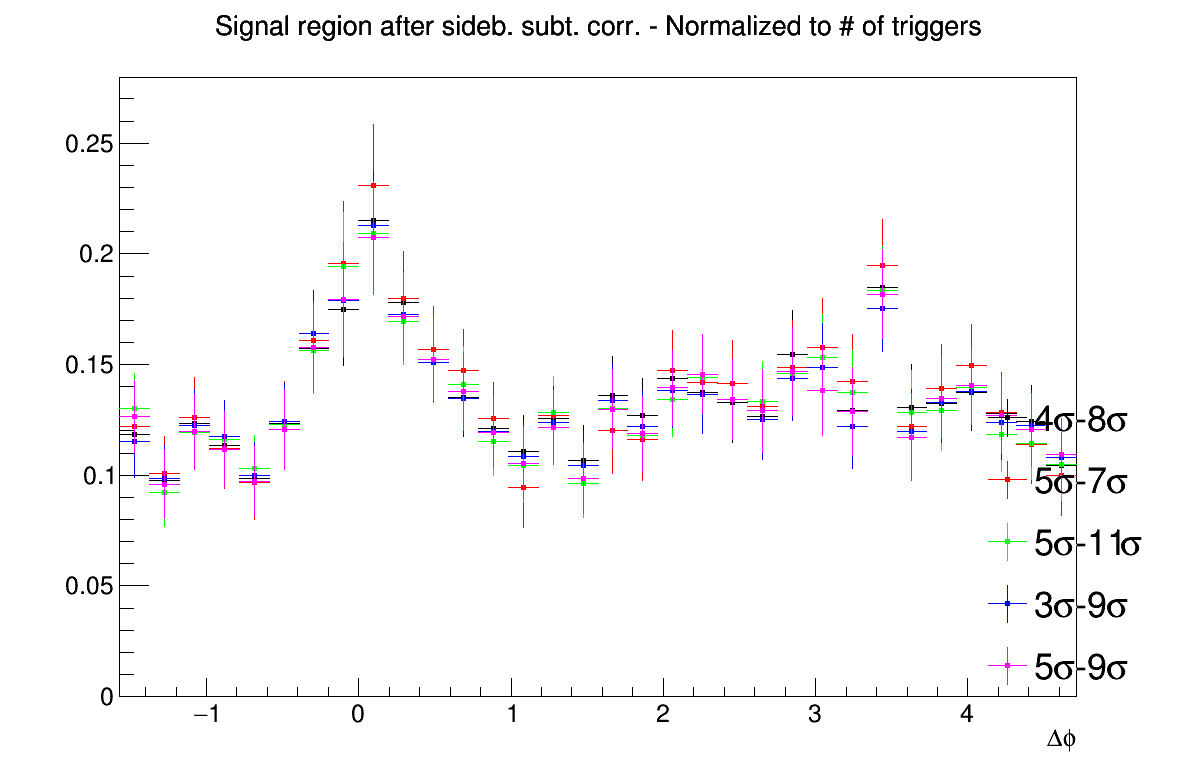 Signal region after sideb. subt. corr. - Normalized to # of triggers
0.25
0.2
0.15
0.1
0.05
0
−1
0
1
2
3
4
Δϕ
4σ-8σ
5σ-7σ
5σ-11σ
3σ-9σ
5σ-9σ